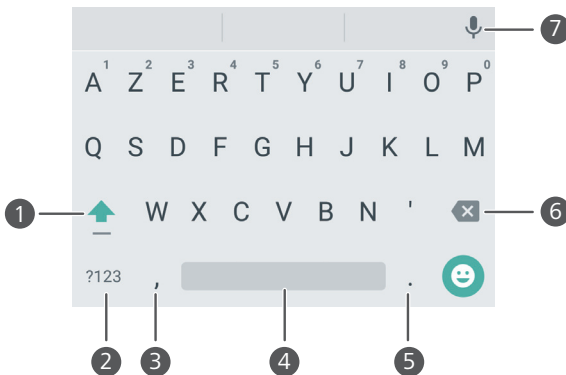 7
A 1 Z 2 E 3 R 4 T 5 Y 6 U 7 I 8 O 9 P 0
Q S D F G H J K L M
1 W X C V B N ' 6
?123 , .
2 3 4 5